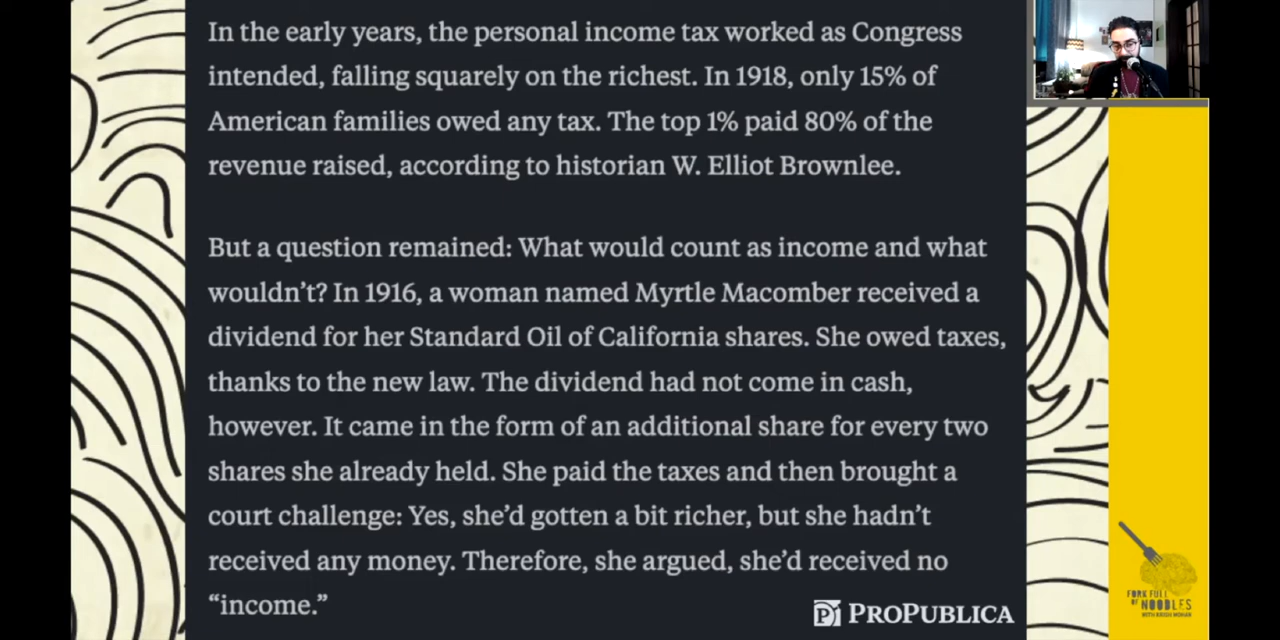 In the early years, the personal income tax worked as Congress
intended, falling squarely on the richest. In 1918, only 15% of
American families owed any tax. The top 1% paid 80% of the
revenue raised, according to historian W. Elliot Brownlee.
But a question remained: What would count as income and what
wouldn’t? In 1916, a woman named Myrtle Macomber received a
dividend for her Standard Oil of California shares. She owed taxes,
thanks to the new law. The dividend had not come in cash,
however. It came in the form of an additional share for every two
shares she already held. She paid the taxes and then brought a
court challenge: Yes, she’d gotten a bit richer, but she hadn’t
received any money. Therefore, she argued, she’d received no
“income.”
PROPUBLICA
FORK FULL
OF NOODLES
WITH KRISH MOHAN